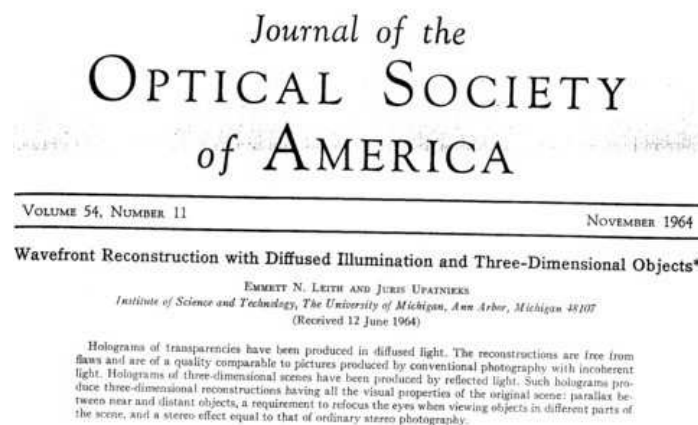 Journal of the
OPTICAL SOCIETY
of AMERICA
VOLUME 54, NUMBER 11
NOVEMBER 1964
Wavefront Reconstruction with Diffused Illumination and Three-Dimensional Objects*
EMMETT N. LEITH AND JURIS UPATNIEKS
Institute of Science and Technology, The University of Michigan, Ann Arbor, Michigan 48107
(Received 12 June 1964)
Holograms of transparencies have been produced in diffused light. The reconstructions are free from
flaws and are of a quality comparable to pictures produced by conventional photography with incoherent
light. Holograms of three-dimensional scenes have been produced by reflected light. Such holograms pro-
duce three-dimensional reconstructions having all the visual properties of the original scene: parallax be-
tween near and distant objects, a requirement to refocus the eyes when viewing objects in different parts of
the scene, and a stereo effect equal to that of ordinary stereo photography.